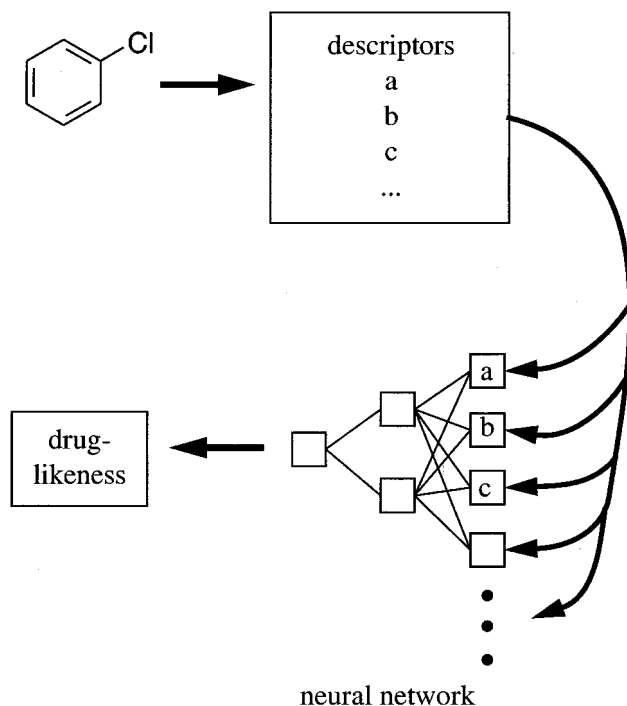 Cl
descriptors
a
b
c
...
a
b
drug-
likeness
c
neural network